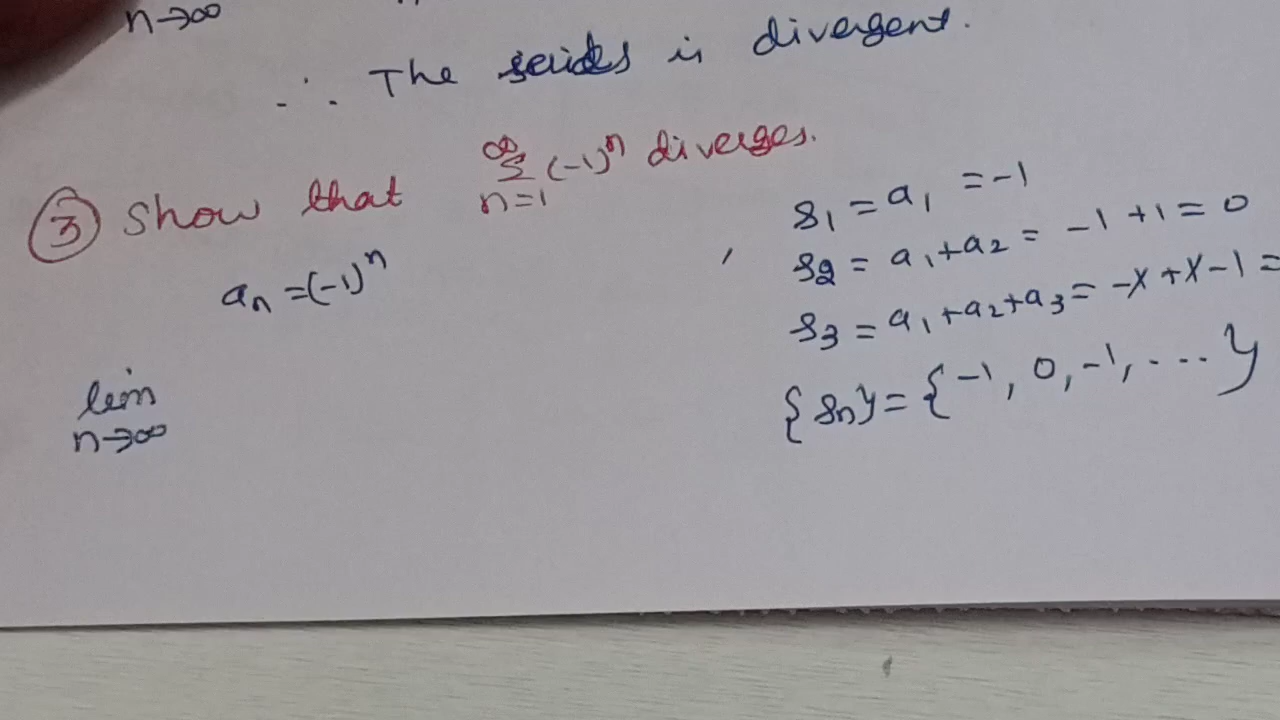 n→∞
∴ The series is divergent.
③ Show that ∞ Σ n=1 (-1)ⁿ diverges.
aₙ = (-1)ⁿ
lim
n→∞
S₁ = a₁ = -1
S₂ = a₁+a₂ = -1+1 = 0
S₃ = a₁+a₂+a₃ = -1+1-1 =
{Sₙ} = {-1, 0, -1, ...}